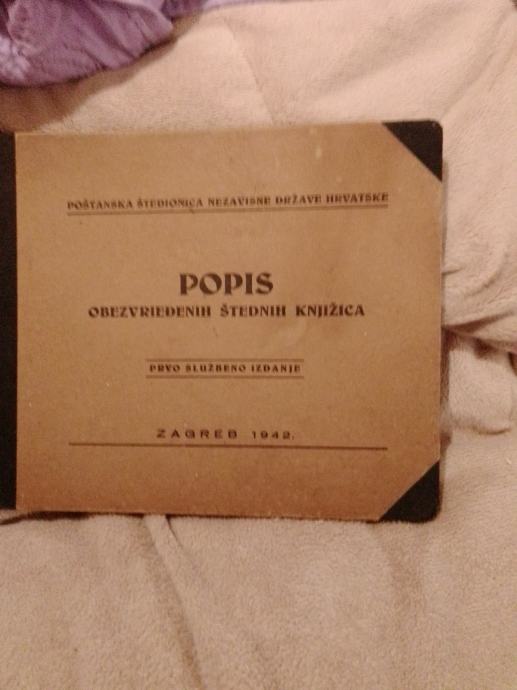 POŠTANSKA ŠTEDIONICA NEZAVISNE DRŽAVE HRVATSKE
POPIS
OBEZVRIEĐENIH ŠTEDNIH KNJIŽICA
PRVO SLUŽBENO IZDANJE
ZAGREB 1942.